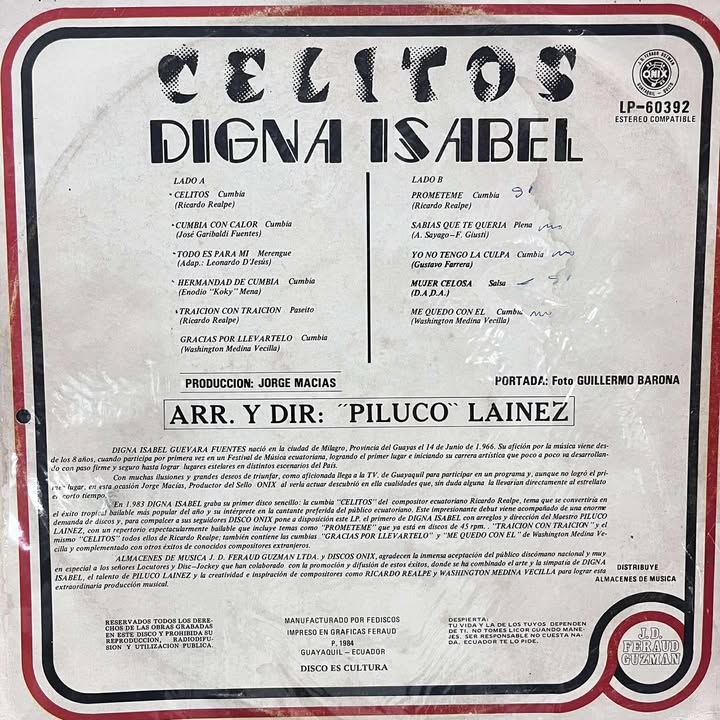 CELITOS
DIGNA ISABEL
ONIX
LP-60392
ESTEREO COMPATIBLE
LADO A
CELITOS Cumbia
(Ricardo Realpe)
CUMBIA CON CALOR Cumbia
(José Garibaldi Fuentes)
TODO ES PARA MI Merengue
(Adap.: Leonardo D'Jesús)
HERMANDAD DE CUMBIA Cumbia
(Enodio "Koky" Mena)
TRAICION CON TRAICION Paseito
(Ricardo Realpe)
GRACIAS POR LLEVARTELO Cumbia
(Washington Medina Vecilla)
LADO B
PROMETEME Cumbia
(Ricardo Realpe)
SABIAS QUE TE QUERIA Plena
(A. Sayago-F. Giusti)
YO NO TENGO LA CULPA Cumbia
(Gustavo Farrera)
MUJER CELOSA Salsa
(D.A.D.A.)
ME QUEDO CON EL Cumbia
(Washington Medina Vecilla)
PRODUCCION: JORGE MACIAS
PORTADA: Foto GUILLERMO BARONA
ARR. Y DIR: "PILUCO" LAINEZ
DIGNA ISABEL GUEVARA FUENTES nació en la ciudad de Milagro, Provincia del Guayas el 14 de Junio de 1.966. Su afición por la música viene des-
de los 8 años, cuando participa por primera vez en un Festival de Música ecuatoriana, logrando el primer lugar e iniciando su carrera artística que poco a poco va desarrollan-
do con paso firme y seguro hasta lograr lugares estelares en distintos escenarios del País.
Con muchas ilusiones y grandes deseos de triunfar, como aficionada llega a la TV. de Guayaquil para participar en un programa y, aunque no logró el pri-
mer lugar, en esta ocasión Jorge Macías, Productor del Sello ONIX al verla actuar descubrió en ella cualidades que, sin duda alguna la llevarían directamente al estrellato
en corto tiempo.
En 1.983 DIGNA ISABEL graba su primer disco sencillo: la cumbia "CELITOS" del compositor ecuatoriano Ricardo Realpe, tema que se convertiría en
el éxito tropical bailable más popular del año y su intérprete en la cantante preferida del público ecuatoriano. Este impresionante debut viene acompañado de una enorme
demanda de discos y, para complacer a sus seguidores DISCO ONIX pone a disposición este LP. el primero de DIGNA ISABEL con arreglos y dirección del Maestro PILUCO
LAINEZ, con un repertorio espectacularmente bailable que incluye temas como "PROMETEME" que ya está en discos de 45 rpm.. "TRAICION CON TRAICION" y el
mismo "CELITOS" todos ellos de Ricardo Realpe; también contiene las cumbias "GRACIAS POR LLEVARTELO" y "ME QUEDO CON EL" de Washington Medina Ve-
cilla y complementado con otros éxitos de conocidos compositores extranjeros.
ALMACENES DE MUSICA J. D. FERAUD GUZMAN LTDA. y DISCOS ONIX, agradecen la inmensa aceptación del público discómano nacional y muy
en especial a los señores Locutores y Disc-Jockey que han colaborado con la promoción y difusión de estos éxitos, donde se ha combinado el arte y la simpatía de DIGNA
ISABEL, el talento de PILUCO LAINEZ y la creatividad e inspiración de compositores como RICARDO REALPE y WASHINGTON MEDINA VECILLA para lograr esta
extraordinaria producción musical.
DISTRIBUYE
ALMACENES DE MUSICA
RESERVADOS TODOS LOS DERE-
CHOS DE LAS OBRAS GRABADAS
EN ESTE DISCO Y PROHIBIDA SU
REPRODUCCION, RADIODIFU-
SION Y UTILIZACION PUBLICA.
MANUFACTURADO POR FEDISCOS
IMPRESO EN GRAFICAS FERAUD
P. 1984
GUAYAQUIL - ECUADOR
DISCO ES CULTURA
DESPIERTA:
TU VIDA Y LA DE LOS TUYOS DEPENDEN
DE TI. NO TOMES LICOR CUANDO MANE-
JES. SER RESPONSABLE NO CUESTA NA-
DA. ECUADOR TE LO PIDE.
J.D.
FERAUD
GUZMAN